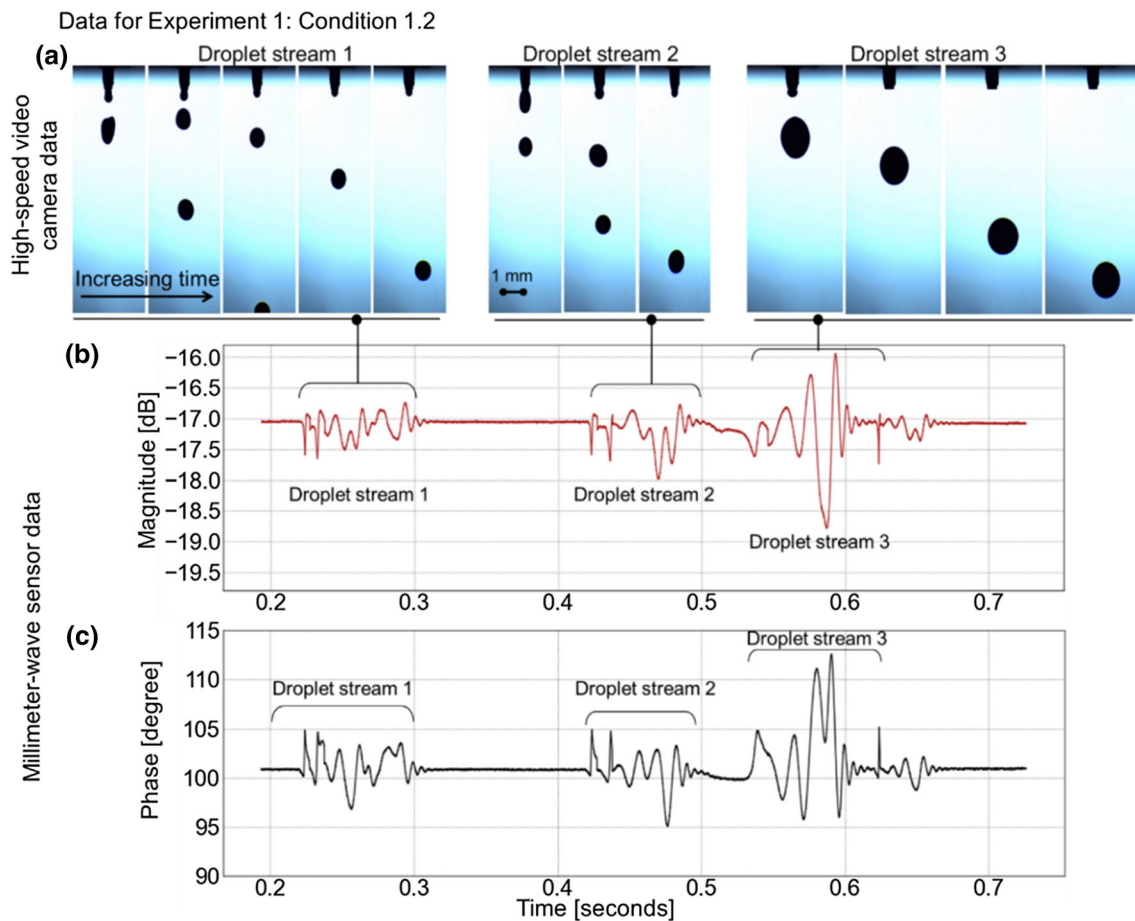 Data for Experiment 1: Condition 1.2
(a)
Droplet stream 1
Droplet stream 2
Droplet stream 3
High-speed video
camera data
Increasing time
1 mm
(b)
Millimeter-wave sensor data
Magnitude [dB]
−16.0
−16.5
−17.0
−17.5
−18.0
−18.5
−19.0
−19.5
Droplet stream 1
Droplet stream 2
Droplet stream 3
0.2
0.3
0.4
0.5
0.6
0.7
(c)
Phase [degree]
115
110
105
100
95
90
Droplet stream 1
Droplet stream 2
Droplet stream 3
0.2
0.3
0.4
0.5
0.6
0.7
Time [seconds]